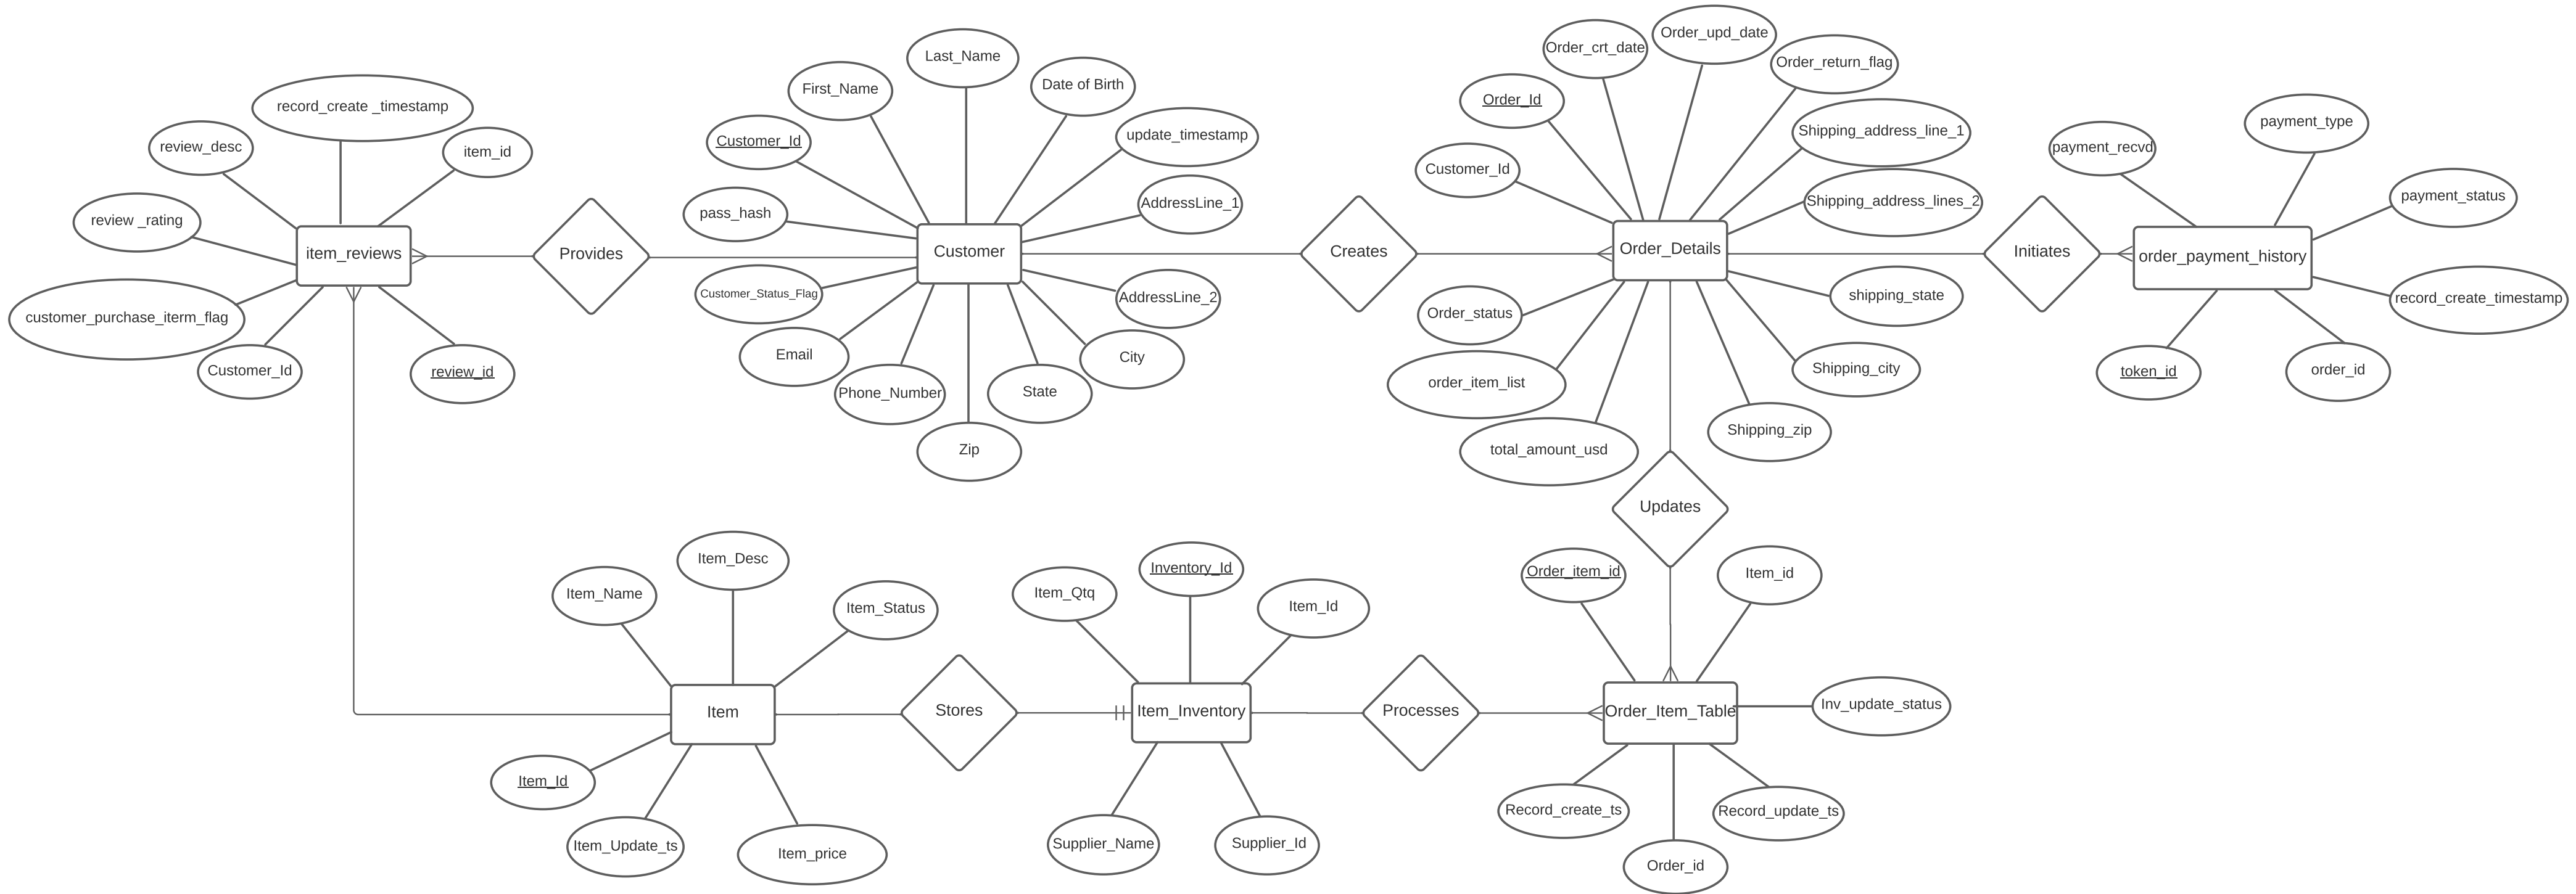 Order_upd_date
Order_crt_date
Last_Name
Order_return_flag
First_Name
Date of Birth
Order_Id
record_create _timestamp
payment_type
Shipping_address_line_1
update_timestamp
Customer_Id
review_desc
payment_recvd
item_id
Customer_Id
payment_status
Shipping_address_lines_2
AddressLine_1
pass_hash
review _rating
Order_Details
Customer
Creates
Initiates
item_reviews
Provides
order_payment_history
Customer_Status_Flag
shipping_state
AddressLine_2
record_create_timestamp
Order_status
customer_purchase_iterm_flag
Email
City
Shipping_city
Customer_Id
review_id
token_id
order_id
order_item_list
State
Phone_Number
Shipping_zip
Zip
total_amount_usd
Updates
Item_Desc
Inventory_Id
Order_item_id
Item_id
Item_Name
Item_Qtq
Item_Status
Item_Id
Inv_update_status
Item
Stores
Item_Inventory
Processes
Order_Item_Table
Item_Id
Record_create_ts
Record_update_ts
Item_Update_ts
Item_price
Supplier_Name
Supplier_Id
Order_id